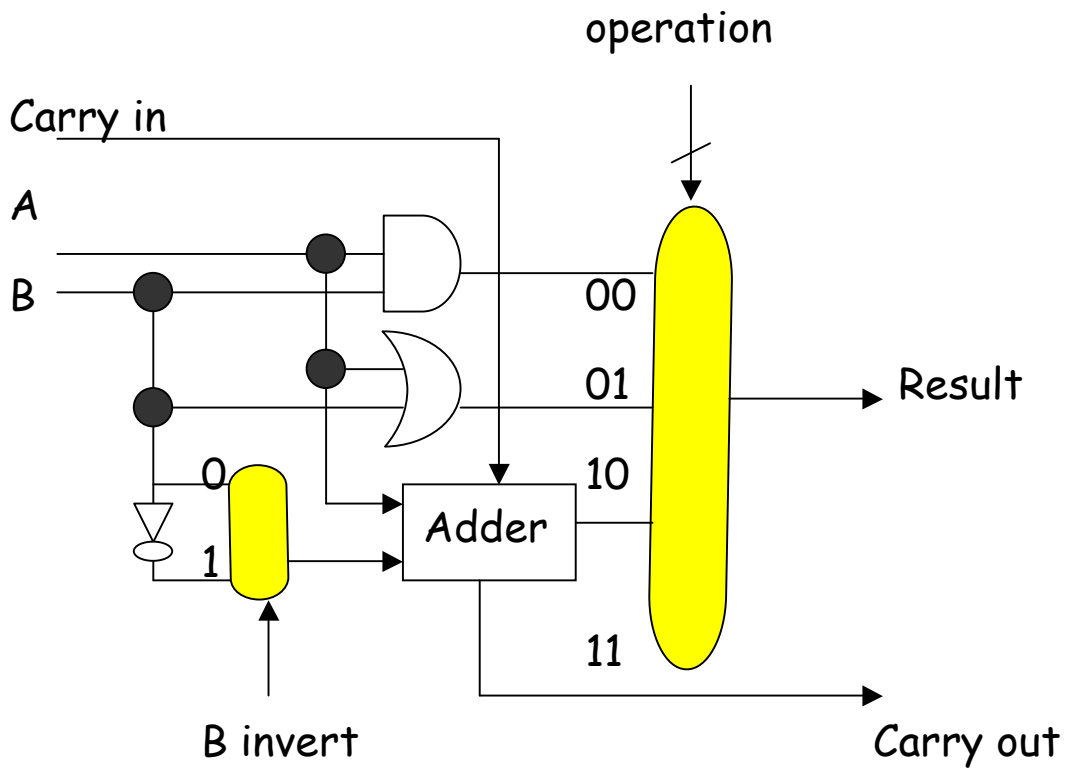 operation
Carry in
A
B
00
01
Result
0
10
Adder
1
11
B invert
Carry out